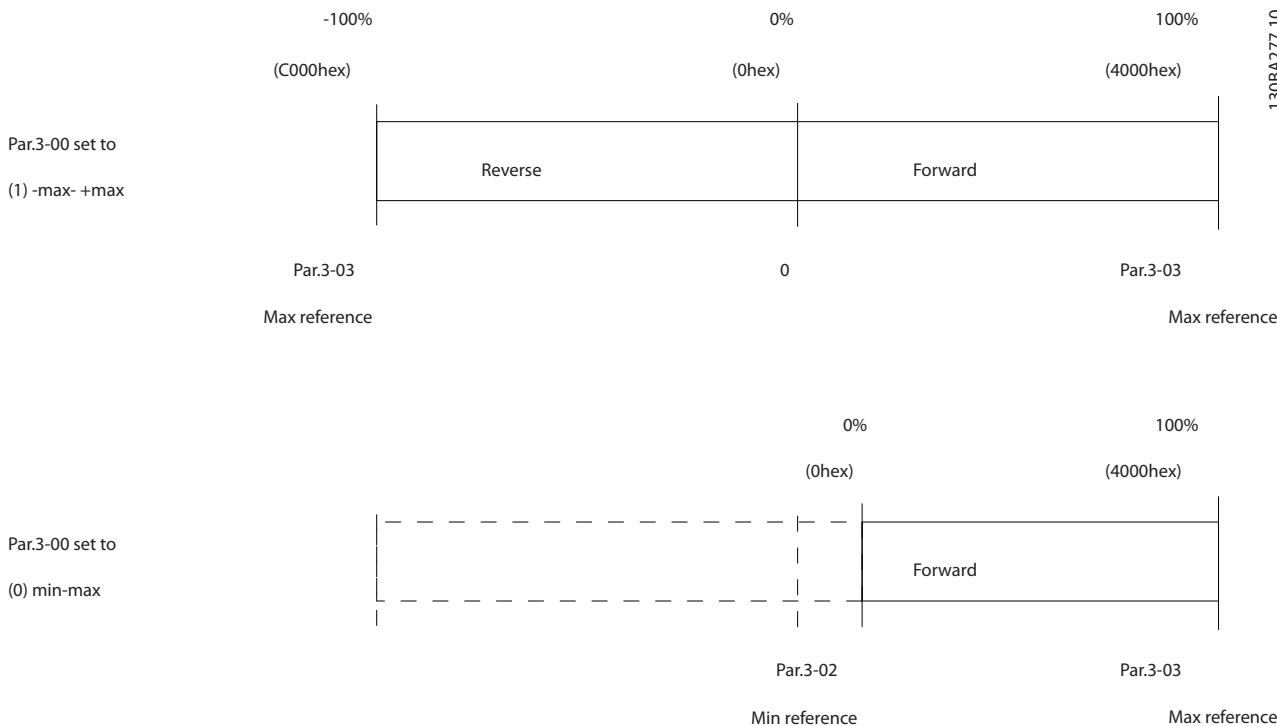 -100% 0% 100%
(C000hex) (0hex) (4000hex)
130BA277.10
Par.3-00 set to
(1) -max- +max
Reverse Forward
Par.3-03 0 Par.3-03
Max reference Max reference
0% 100%
(0hex) (4000hex)
Par.3-00 set to
(0) min-max
Forward
Par.3-02 Par.3-03
Min reference Max reference